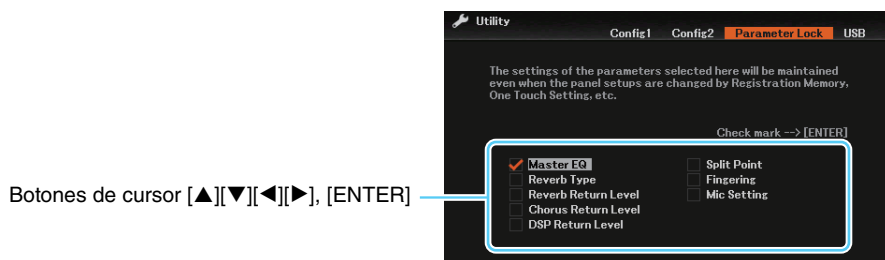 Utility
Config1 Config2 Parameter Lock USB
The settings of the parameters selected here will be maintained
even when the panel setups are changed by Registration Memory,
One Touch Setting, etc.
Check mark --> [ENTER]
Master EQ Split Point
Reverb Type Fingering
Reverb Return Level Mic Setting
Chorus Return Level
DSP Return Level
Botones de cursor [▲][▼][◀][▶], [ENTER]